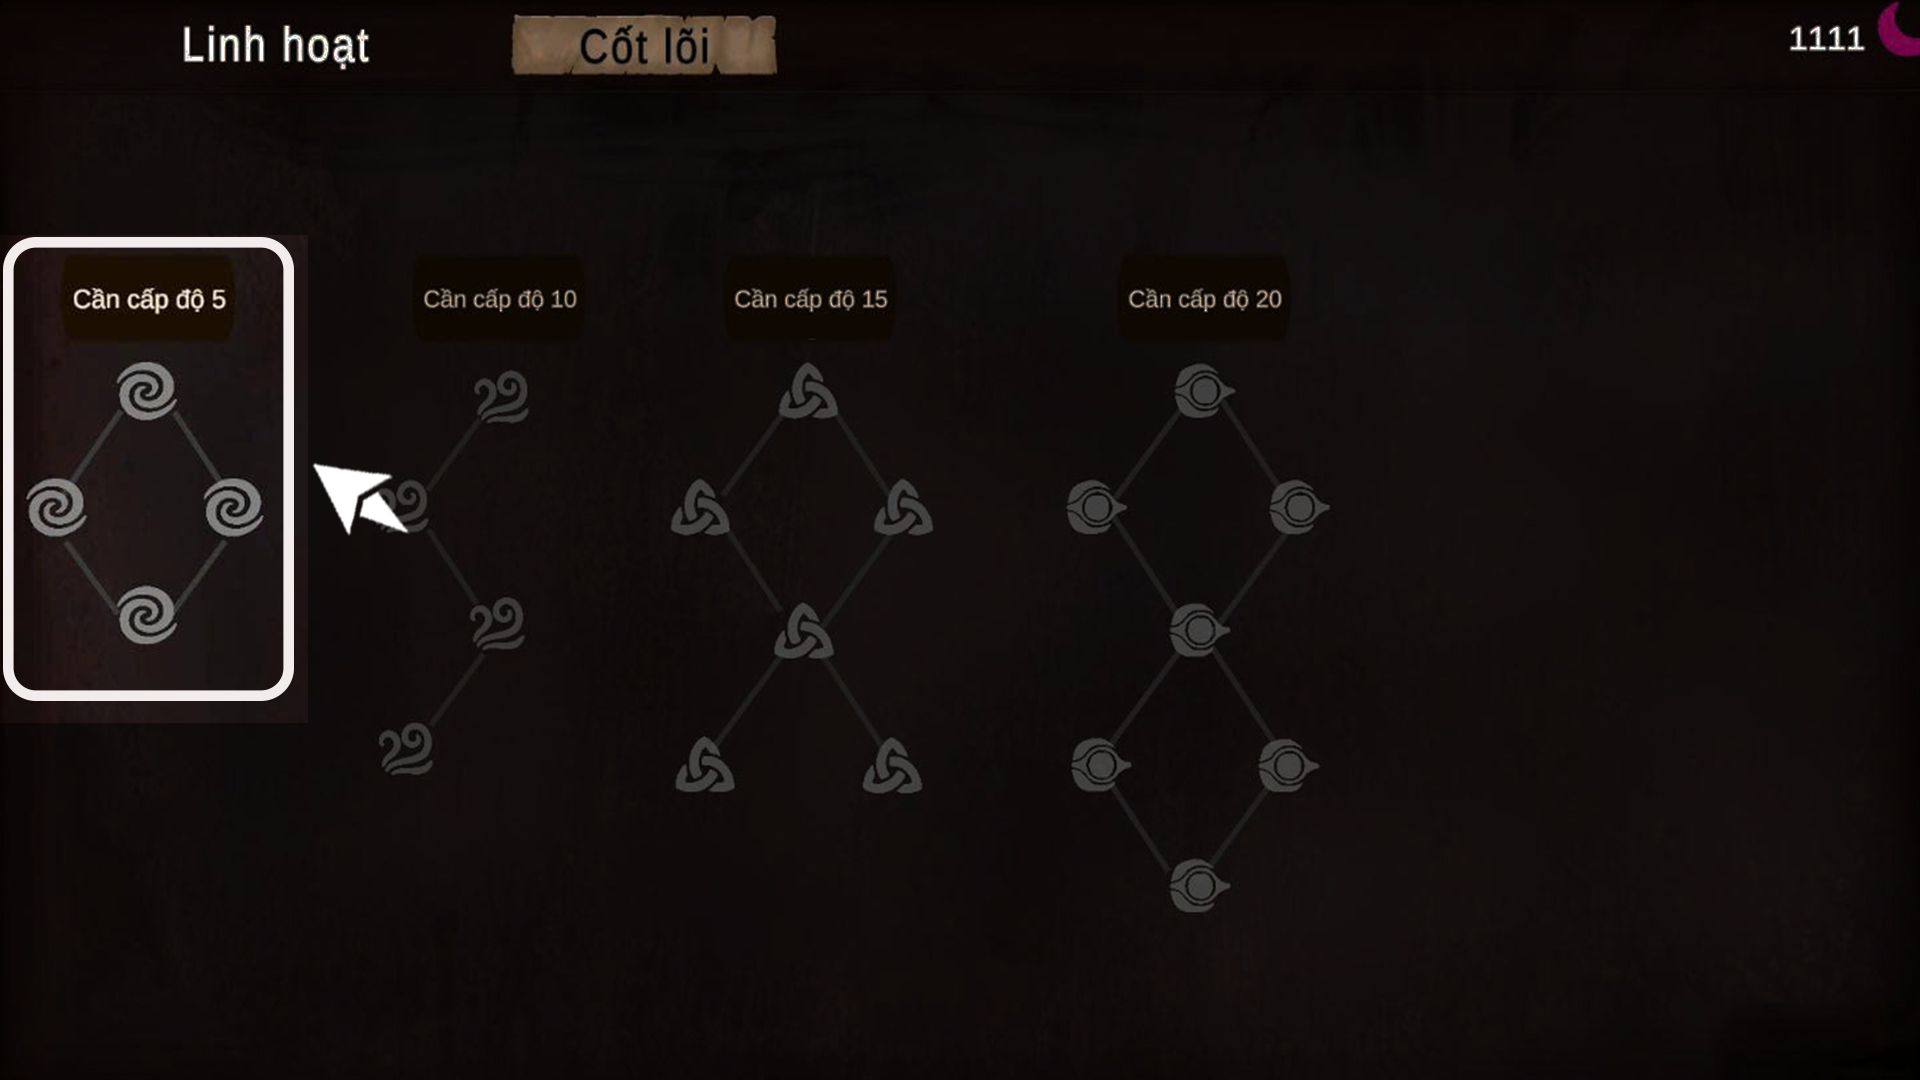 Linh hoạt
Cốt lõi
1111
Cần cấp độ 5
Cần cấp độ 10
Cần cấp độ 15
Cần cấp độ 20